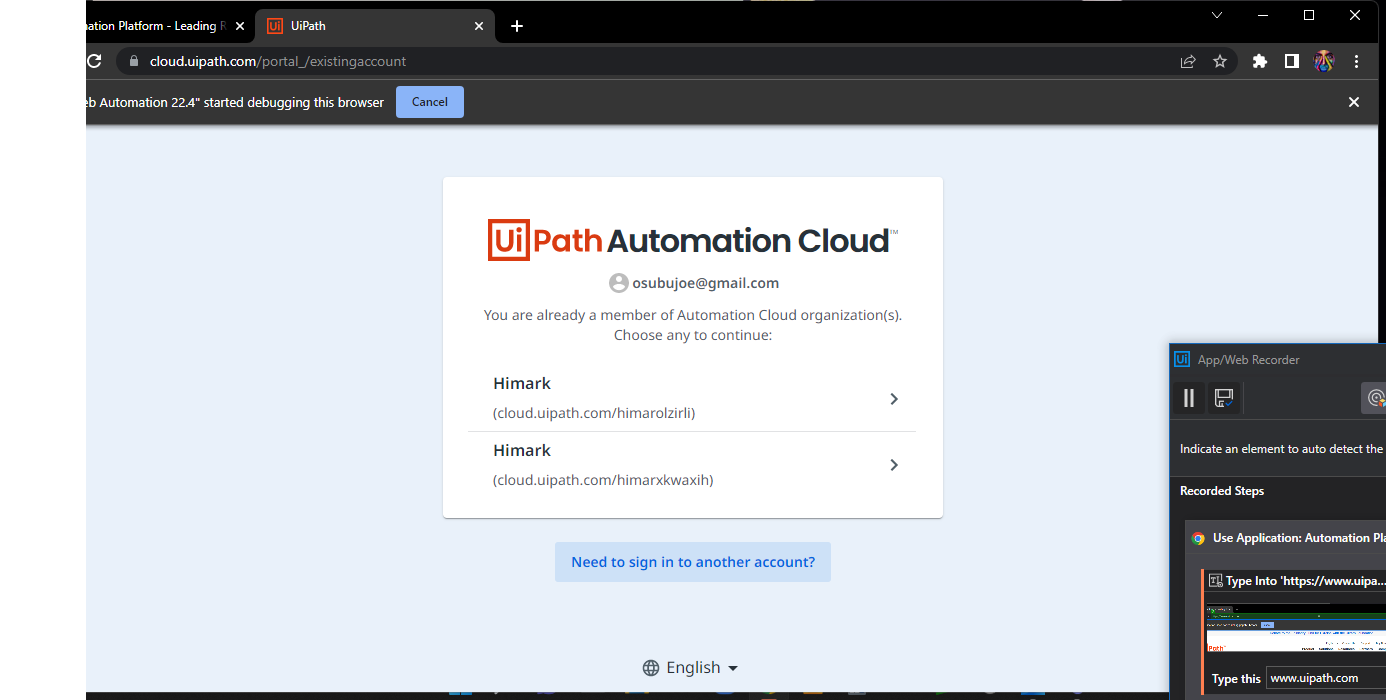 nation Platform - Leading R
UiPath
cloud.uipath.com/portal_/existingaccount
eb Automation 22.4" started debugging this browser
Cancel
UiPath Automation Cloud™
osubujoe@gmail.com
You are already a member of Automation Cloud organization(s).
Choose any to continue:
Himark
(cloud.uipath.com/himarolzirli)
Himark
(cloud.uipath.com/himarxkwaxih)
Need to sign in to another account?
English
Ui App/Web Recorder
Indicate an element to auto detect the
Recorded Steps
Use Application: Automation Pla
Type Into 'https://www.uipa...
Type this www.uipath.com